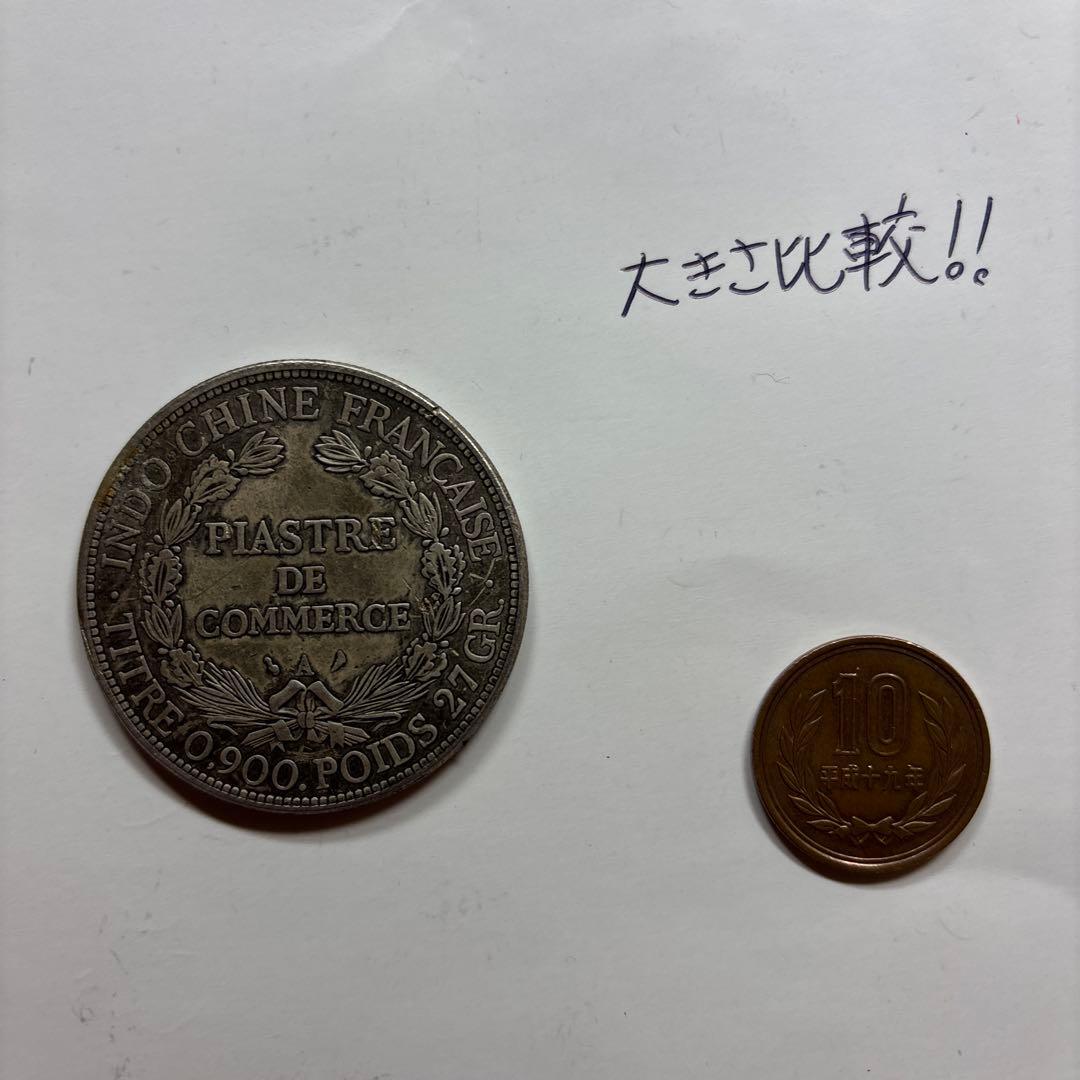 大きさ比較!!
INDO-CHINE FRANÇAISE
PIASTRE
DE
COMMERCE
A
TITRE 0,900. POIDS 27 GR.
10
平成十九年